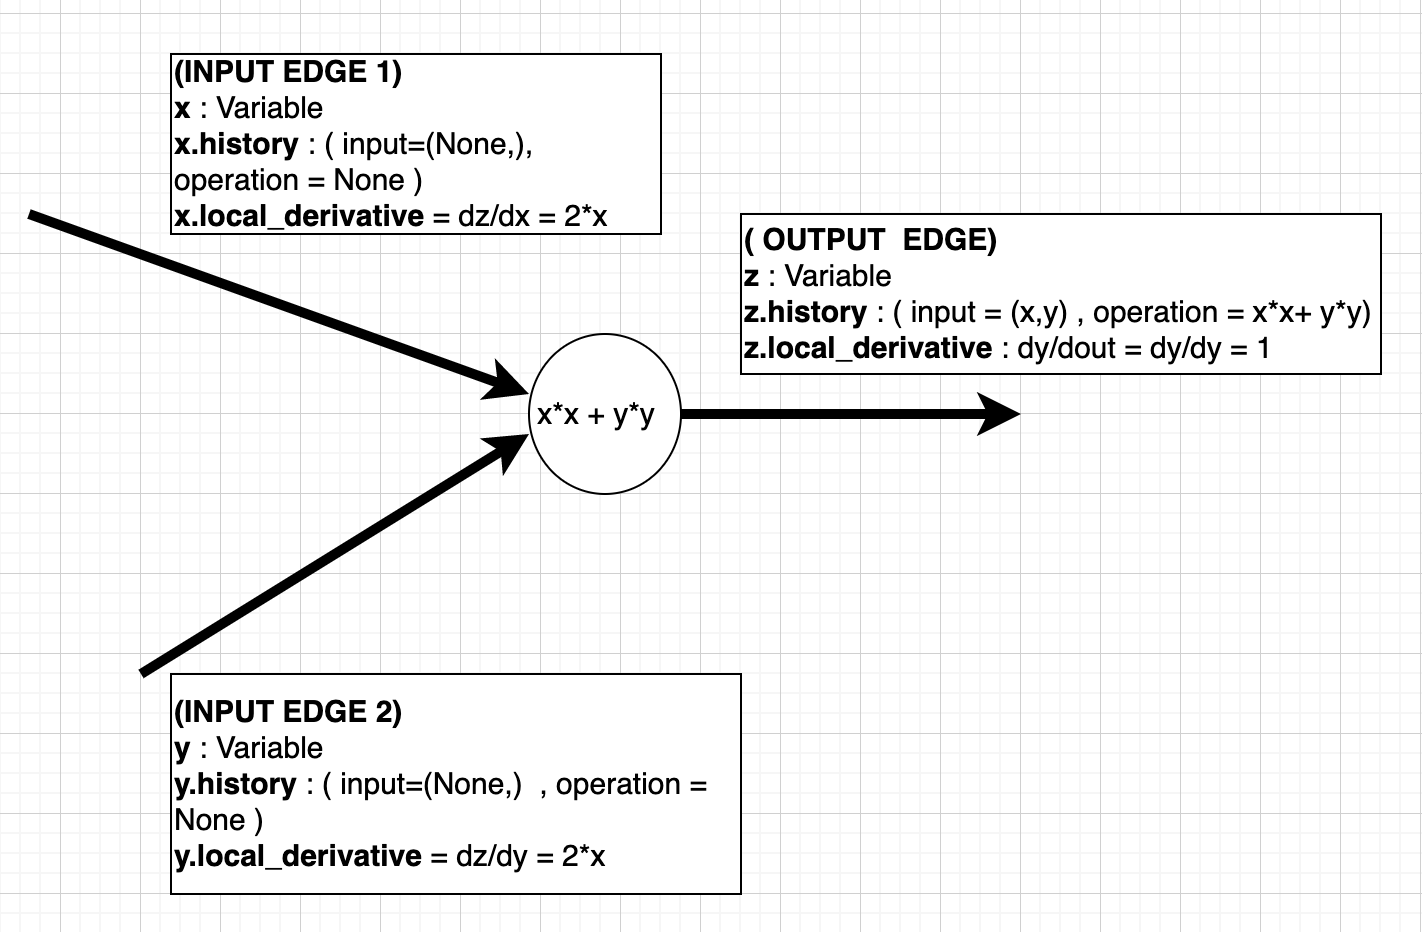 (INPUT EDGE 1)
x : Variable
x.history : ( input=(None,),
operation = None )
x.local_derivative = dz/dx = 2*x
( OUTPUT  EDGE)
z : Variable
z.history : ( input = (x,y) , operation = x*x+ y*y)
z.local_derivative : dy/dout = dy/dy = 1
x*x + y*y
(INPUT EDGE 2)
y : Variable
y.history : ( input=(None,)  , operation =
None )
y.local_derivative = dz/dy = 2*x